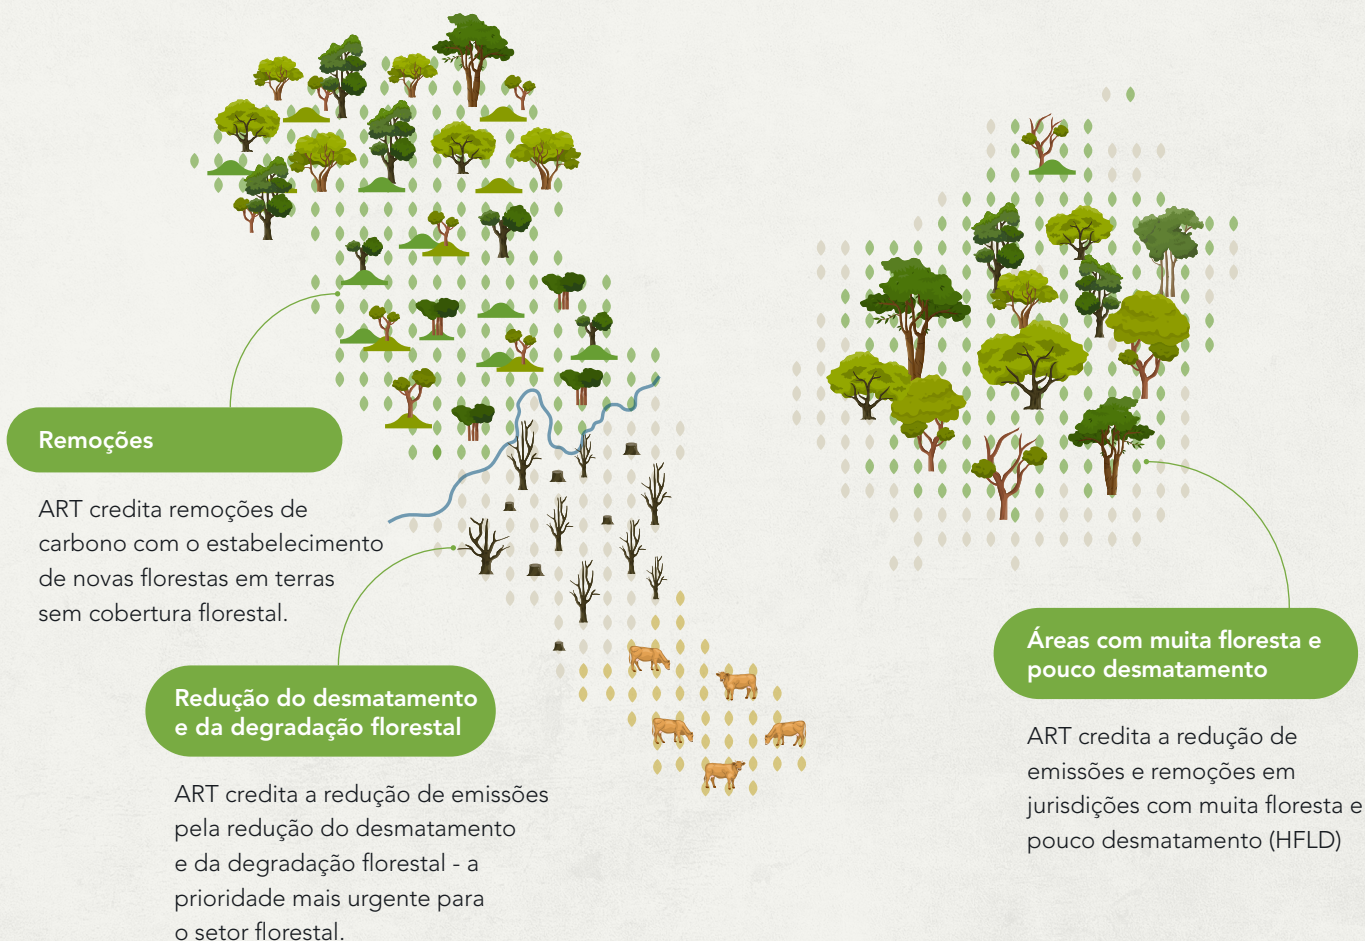 Remoções
ART credita remoções de
carbono com o estabelecimento
de novas florestas em terras
sem cobertura florestal.
Redução do desmatamento
e da degradação florestal
ART credita a redução de emissões
pela redução do desmatamento
e da degradação florestal - a
prioridade mais urgente para
o setor florestal.
Áreas com muita floresta e
pouco desmatamento
ART credita a redução de
emissões e remoções em
jurisdições com muita floresta e
pouco desmatamento (HFLD)